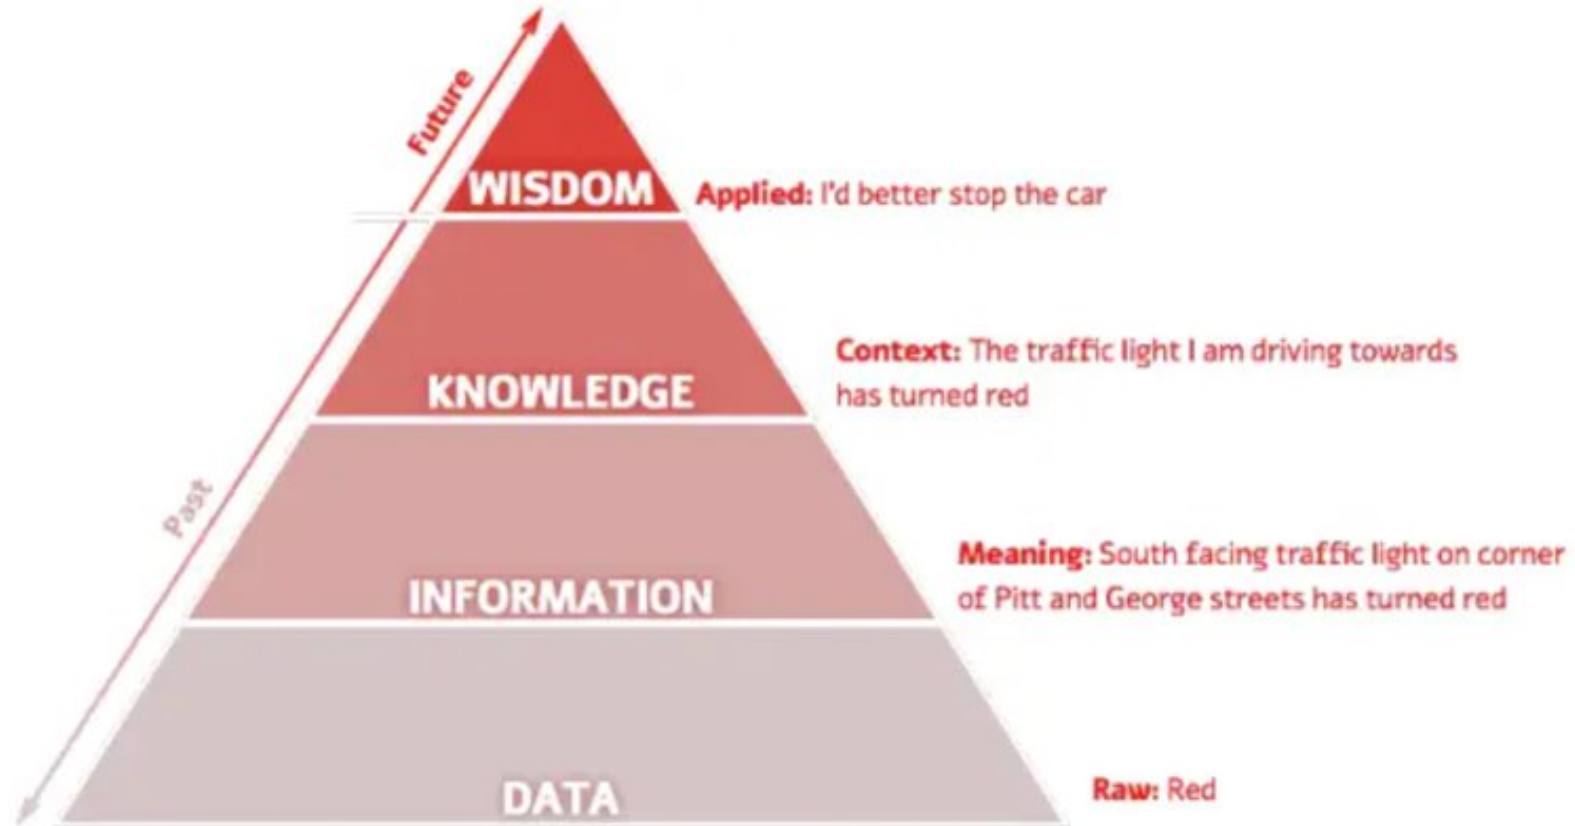 Future
WISDOM
Applied: I'd better stop the car
KNOWLEDGE
Context: The traffic light I am driving towards
has turned red
Past
INFORMATION
Meaning: South facing traffic light on corner
of Pitt and George streets has turned red
DATA
Raw: Red